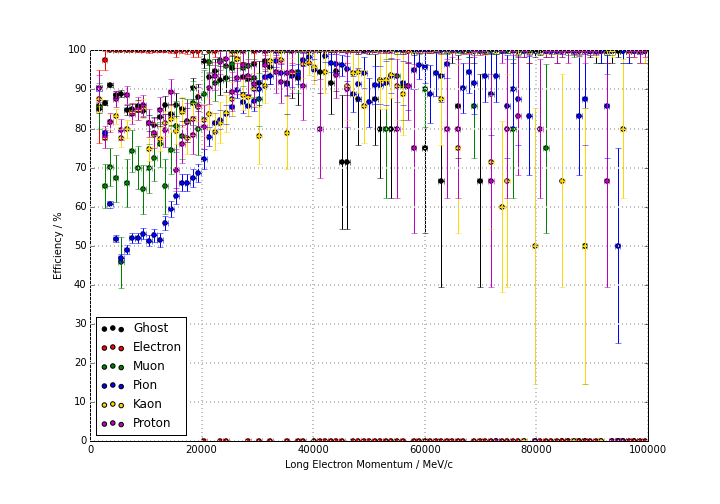 100
90
80
70
60
50
40
30
20
10
0
Efficiency / %
Ghost
Electron
Muon
Pion
Kaon
Proton
0 20000 40000 60000 80000 100000
Long Electron Momentum / MeV/c